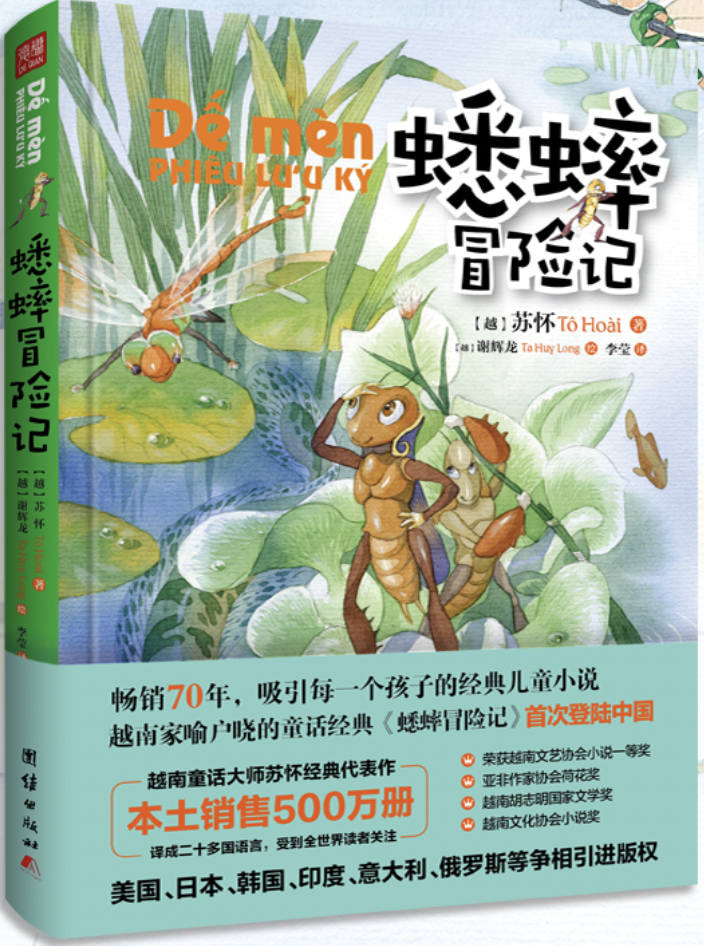 德谦
DE QIAN
Dế mèn
PHIÊU LƯU KÝ
蟋蟀冒险记
【越】苏怀 Tô Hoài 著
【越】谢辉龙 绘
李莹 译
团结出版社
Dế mèn
PHIÊU LƯU KÝ
蟋蟀
冒险记
【越】苏怀 Tô Hoài 著
【越】谢辉龙 Ta Huy Long 绘 李莹 译
畅销70年，吸引每一个孩子的经典儿童小说
越南家喻户晓的童话经典《蟋蟀冒险记》首次登陆中国
越南童话大师苏怀经典代表作
本土销售500万册
译成二十多国语言，受到全世界读者关注
荣获越南文艺协会小说一等奖
亚非作家协会荷花奖
越南胡志明国家文学奖
越南文化协会小说奖
美国、日本、韩国、印度、意大利、俄罗斯等争相引进版权